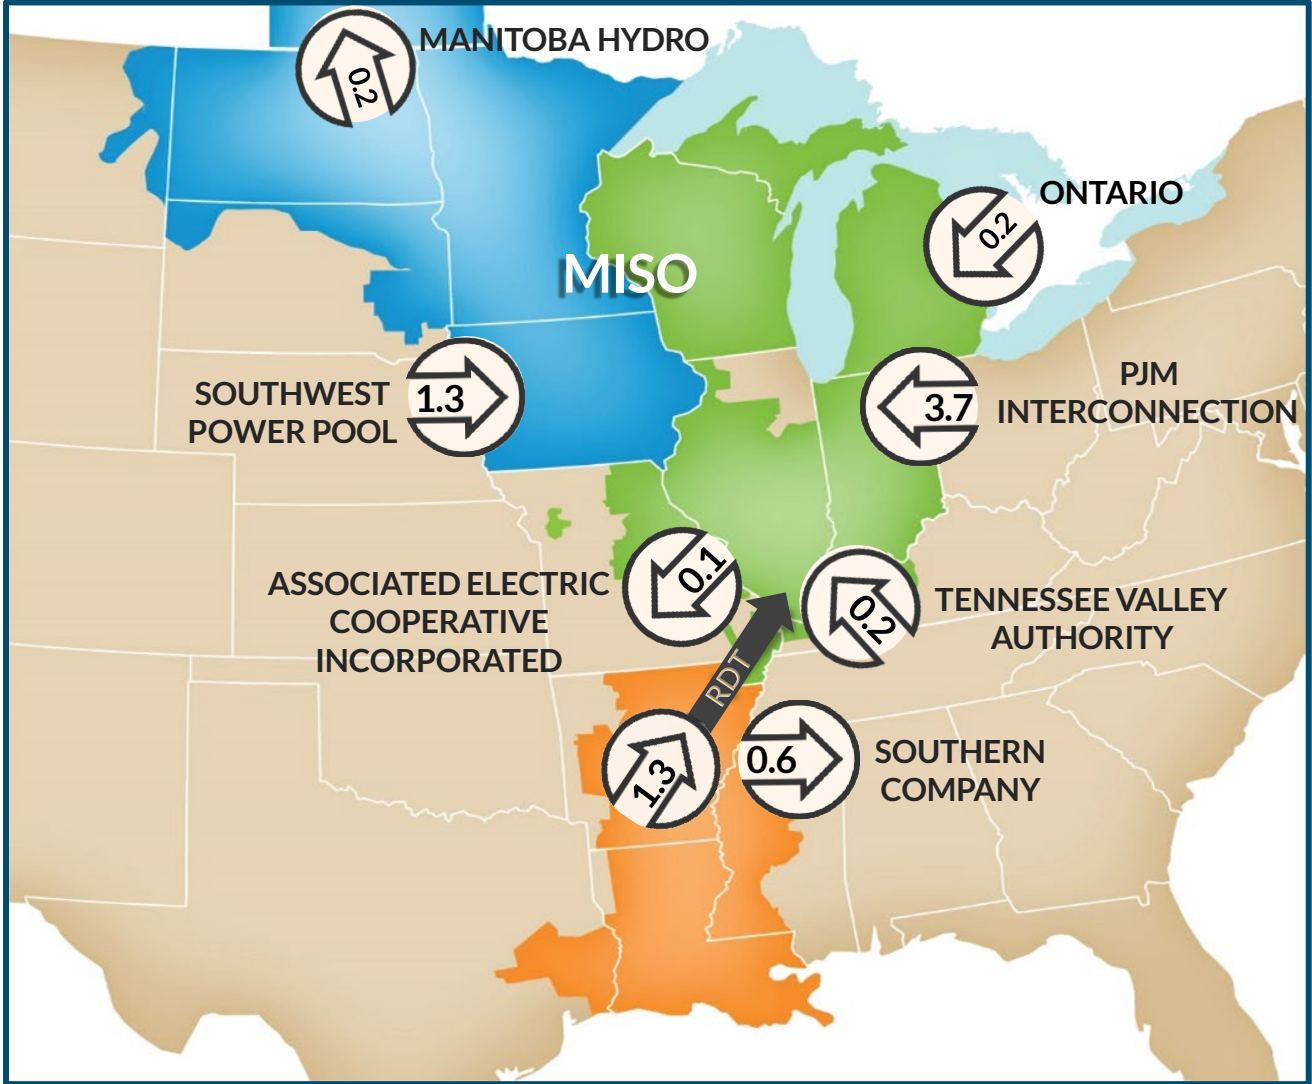 MANITOBA HYDRO
0.2
ONTARIO
0.2
MISO
SOUTHWEST
POWER POOL
1.3
3.7
PJM
INTERCONNECTION
ASSOCIATED ELECTRIC
COOPERATIVE
INCORPORATED
0.1
0.2
TENNESSEE VALLEY
AUTHORITY
RDT
1.3
0.6
SOUTHERN
COMPANY